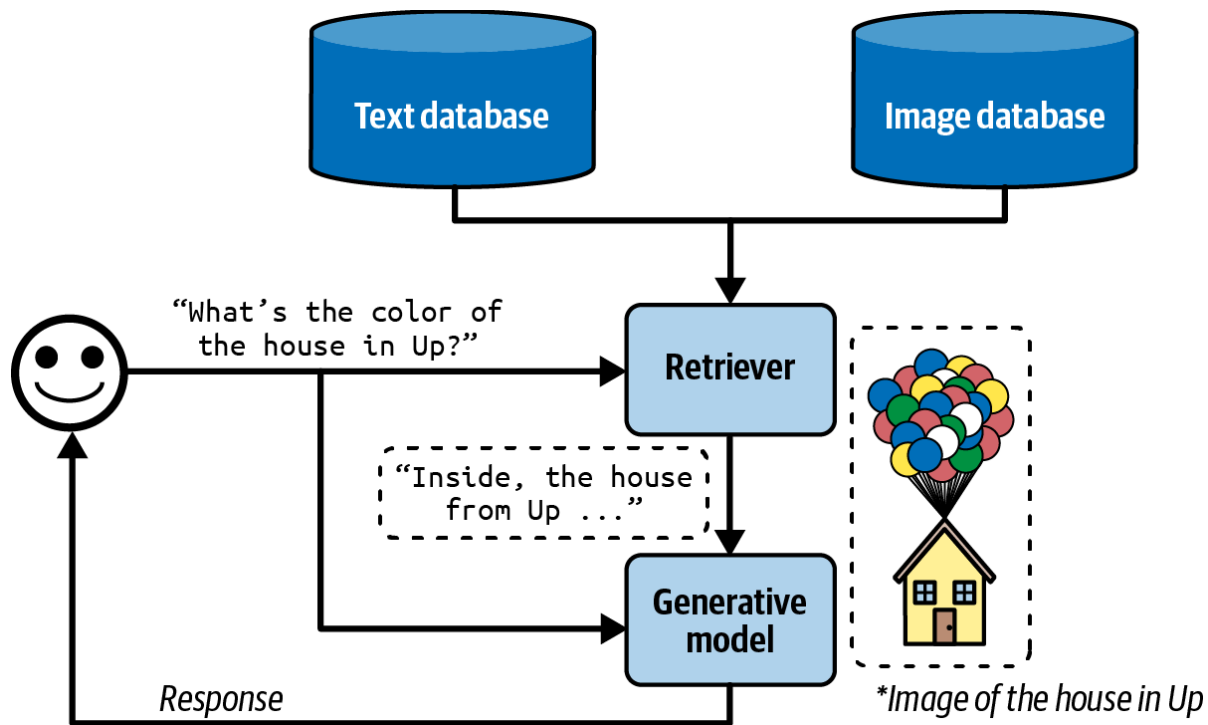 Text database
Image database
“What’s the color of
the house in Up?”
Retriever
“Inside, the house
from Up ...”
Generative
model
Response
*Image of the house in Up